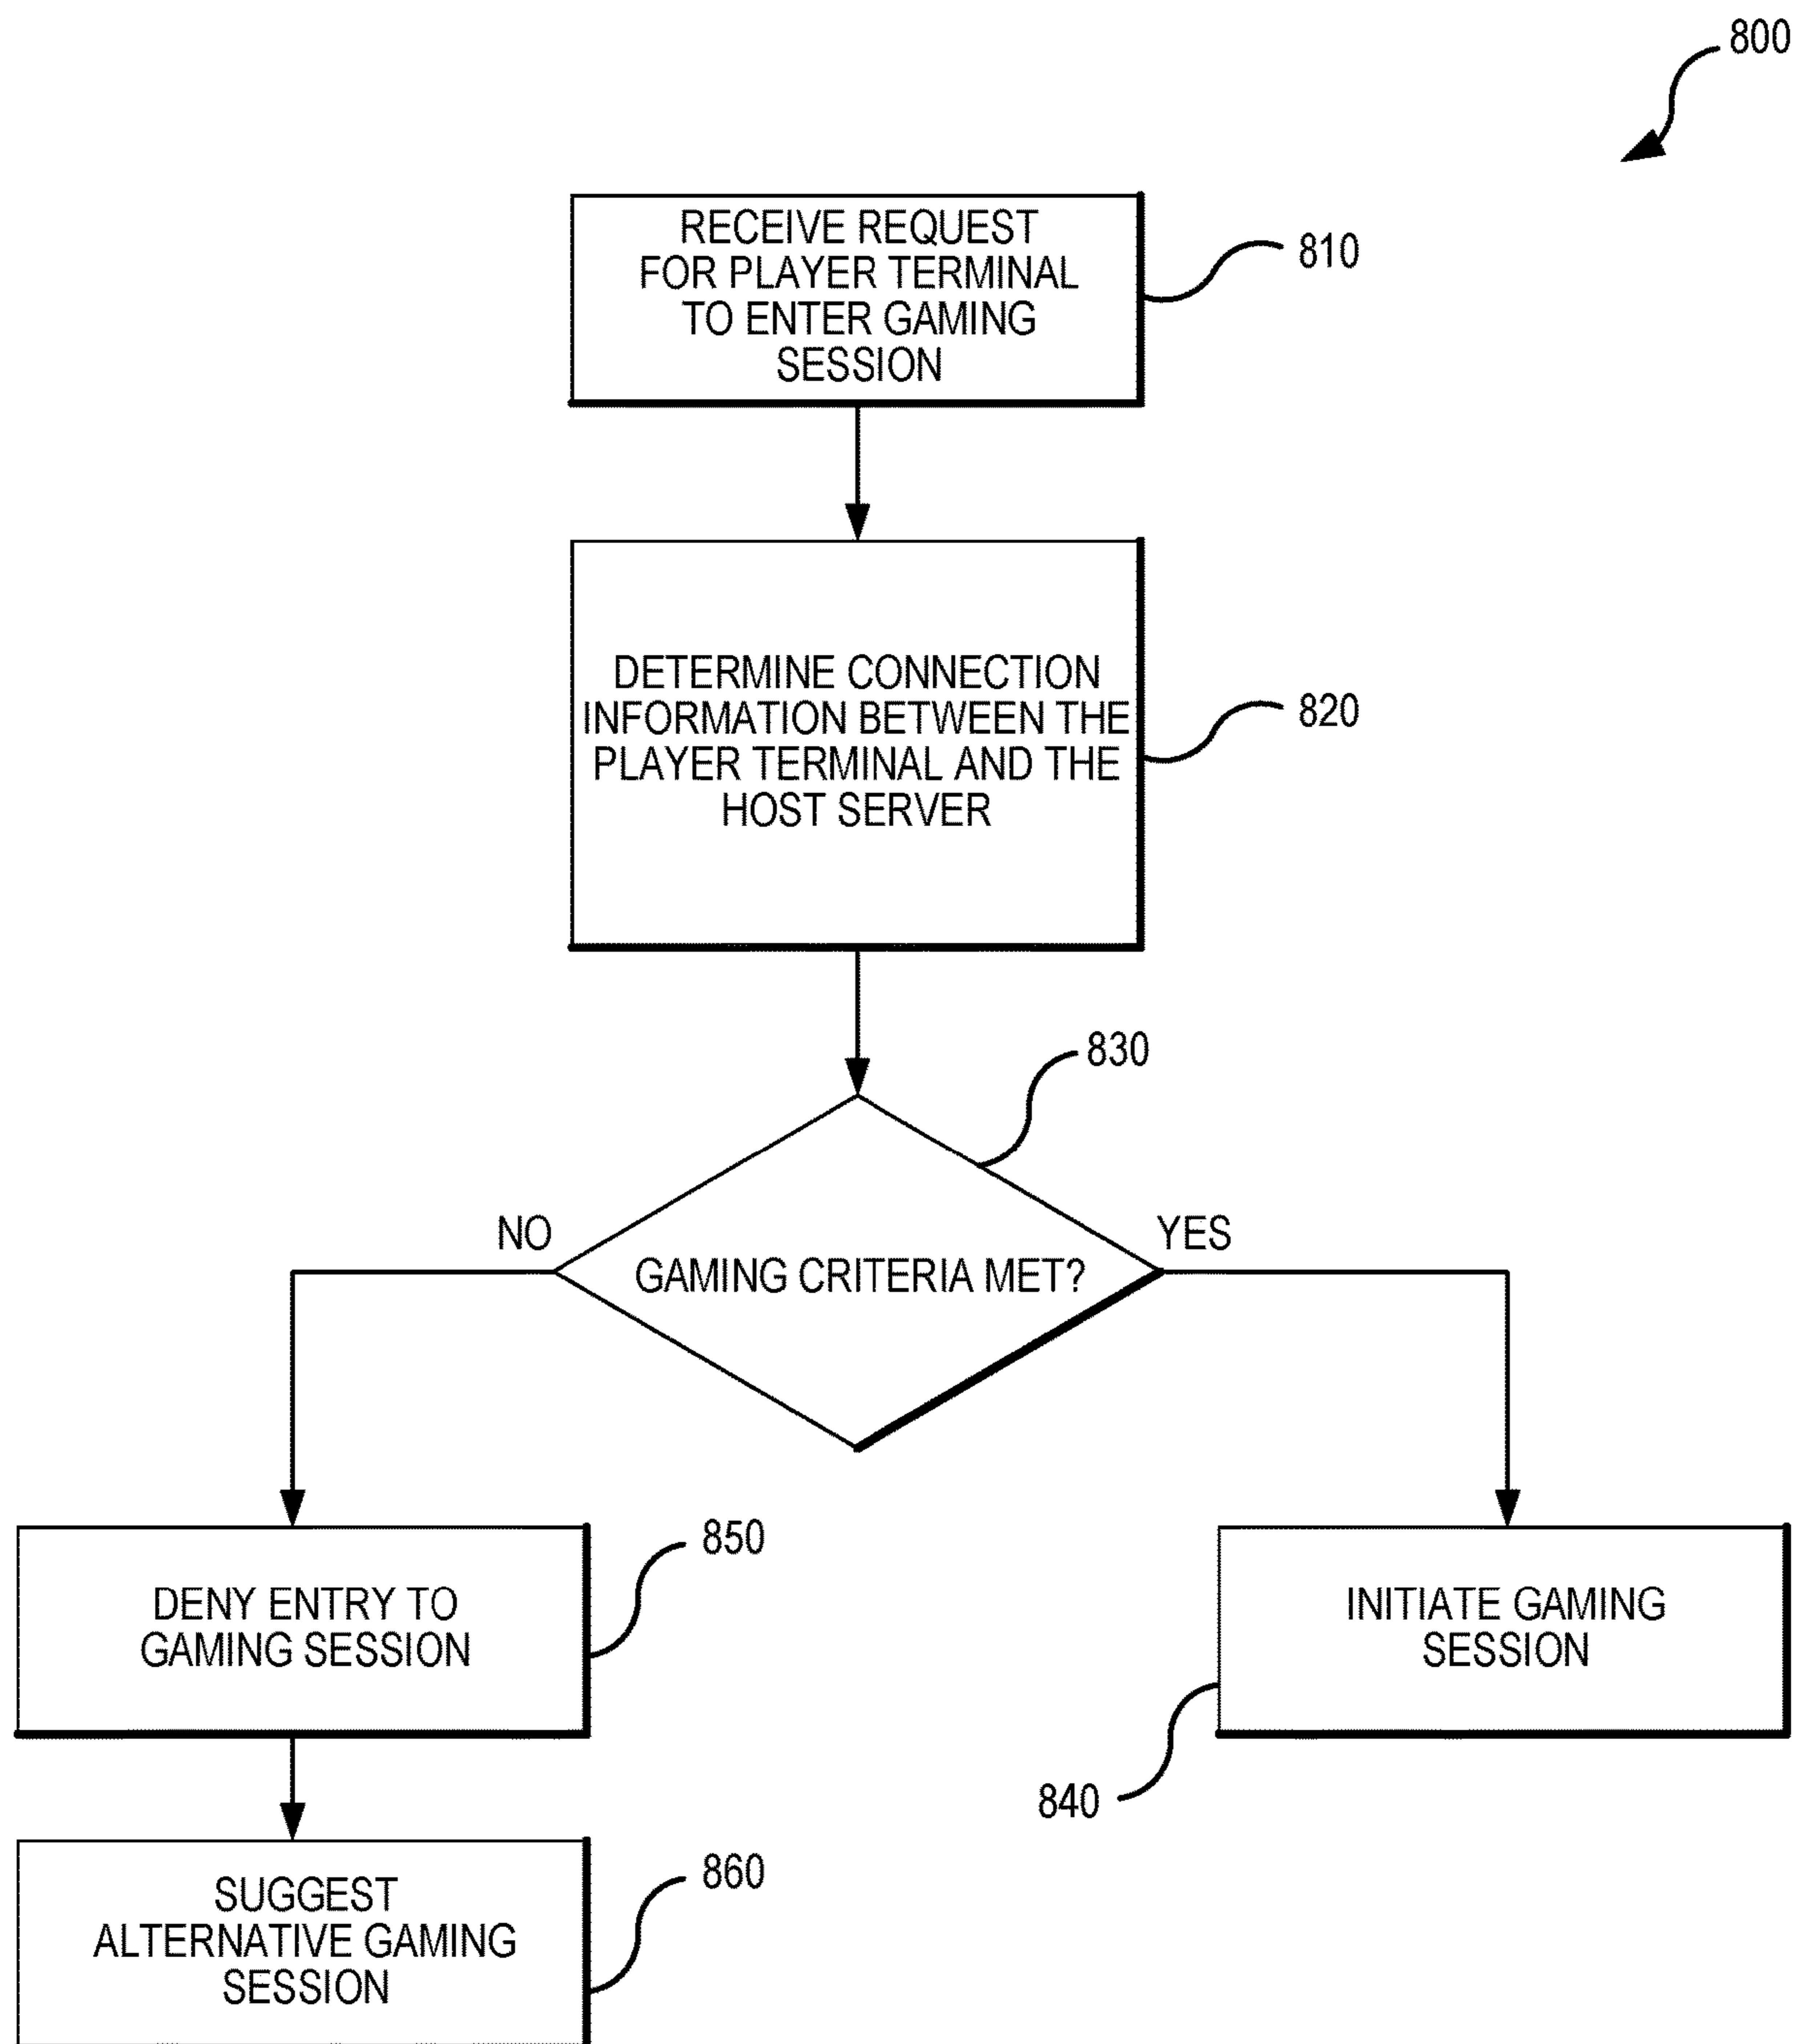 800
RECEIVE REQUEST
FOR PLAYER TERMINAL
TO ENTER GAMING
SESSION
810
DETERMINE CONNECTION
INFORMATION BETWEEN THE
PLAYER TERMINAL AND THE
HOST SERVER
820
830
NO
YES
GAMING CRITERIA MET?
DENY ENTRY TO
GAMING SESSION
850
INITIATE GAMING
SESSION
840
SUGGEST
ALTERNATIVE GAMING
SESSION
860